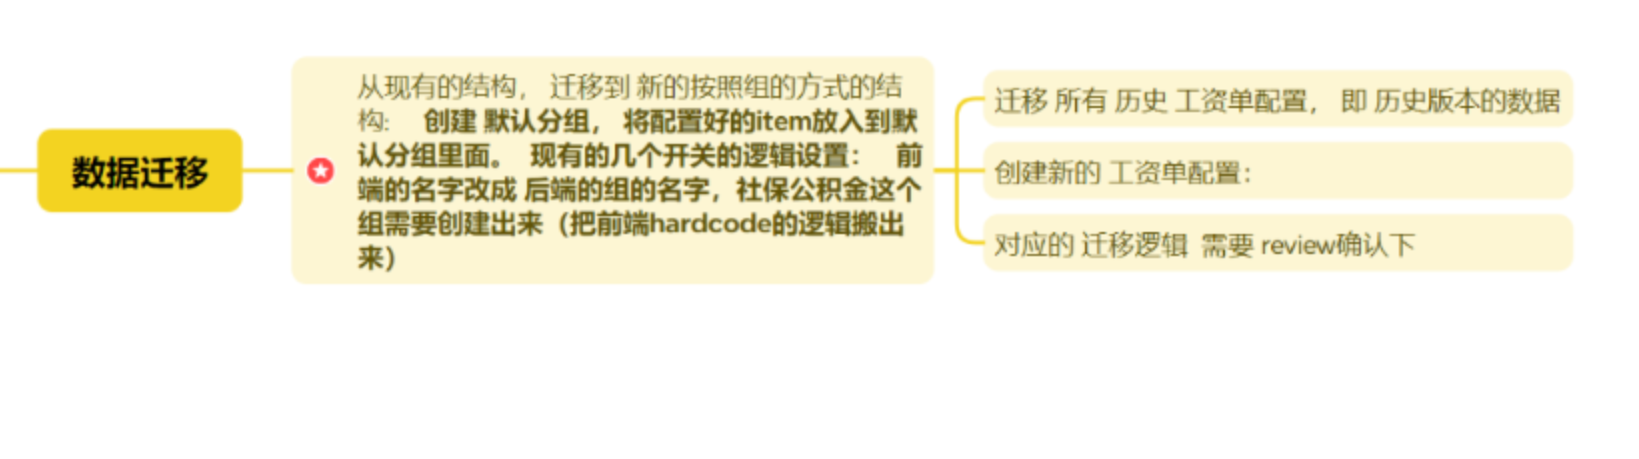 数据迁移
从现有的结构， 迁移到 新的按照组的方式的结
构: 创建 默认分组， 将配置好的item放入到默
认分组里面。 现有的几个开关的逻辑设置： 前
端的名字改成 后端的组的名字，社保公积金这个
组需要创建出来（把前端hardcode的逻辑搬出
来）
迁移 所有 历史 工资单配置， 即 历史版本的数据
创建新的 工资单配置：
对应的 迁移逻辑 需要 review确认下